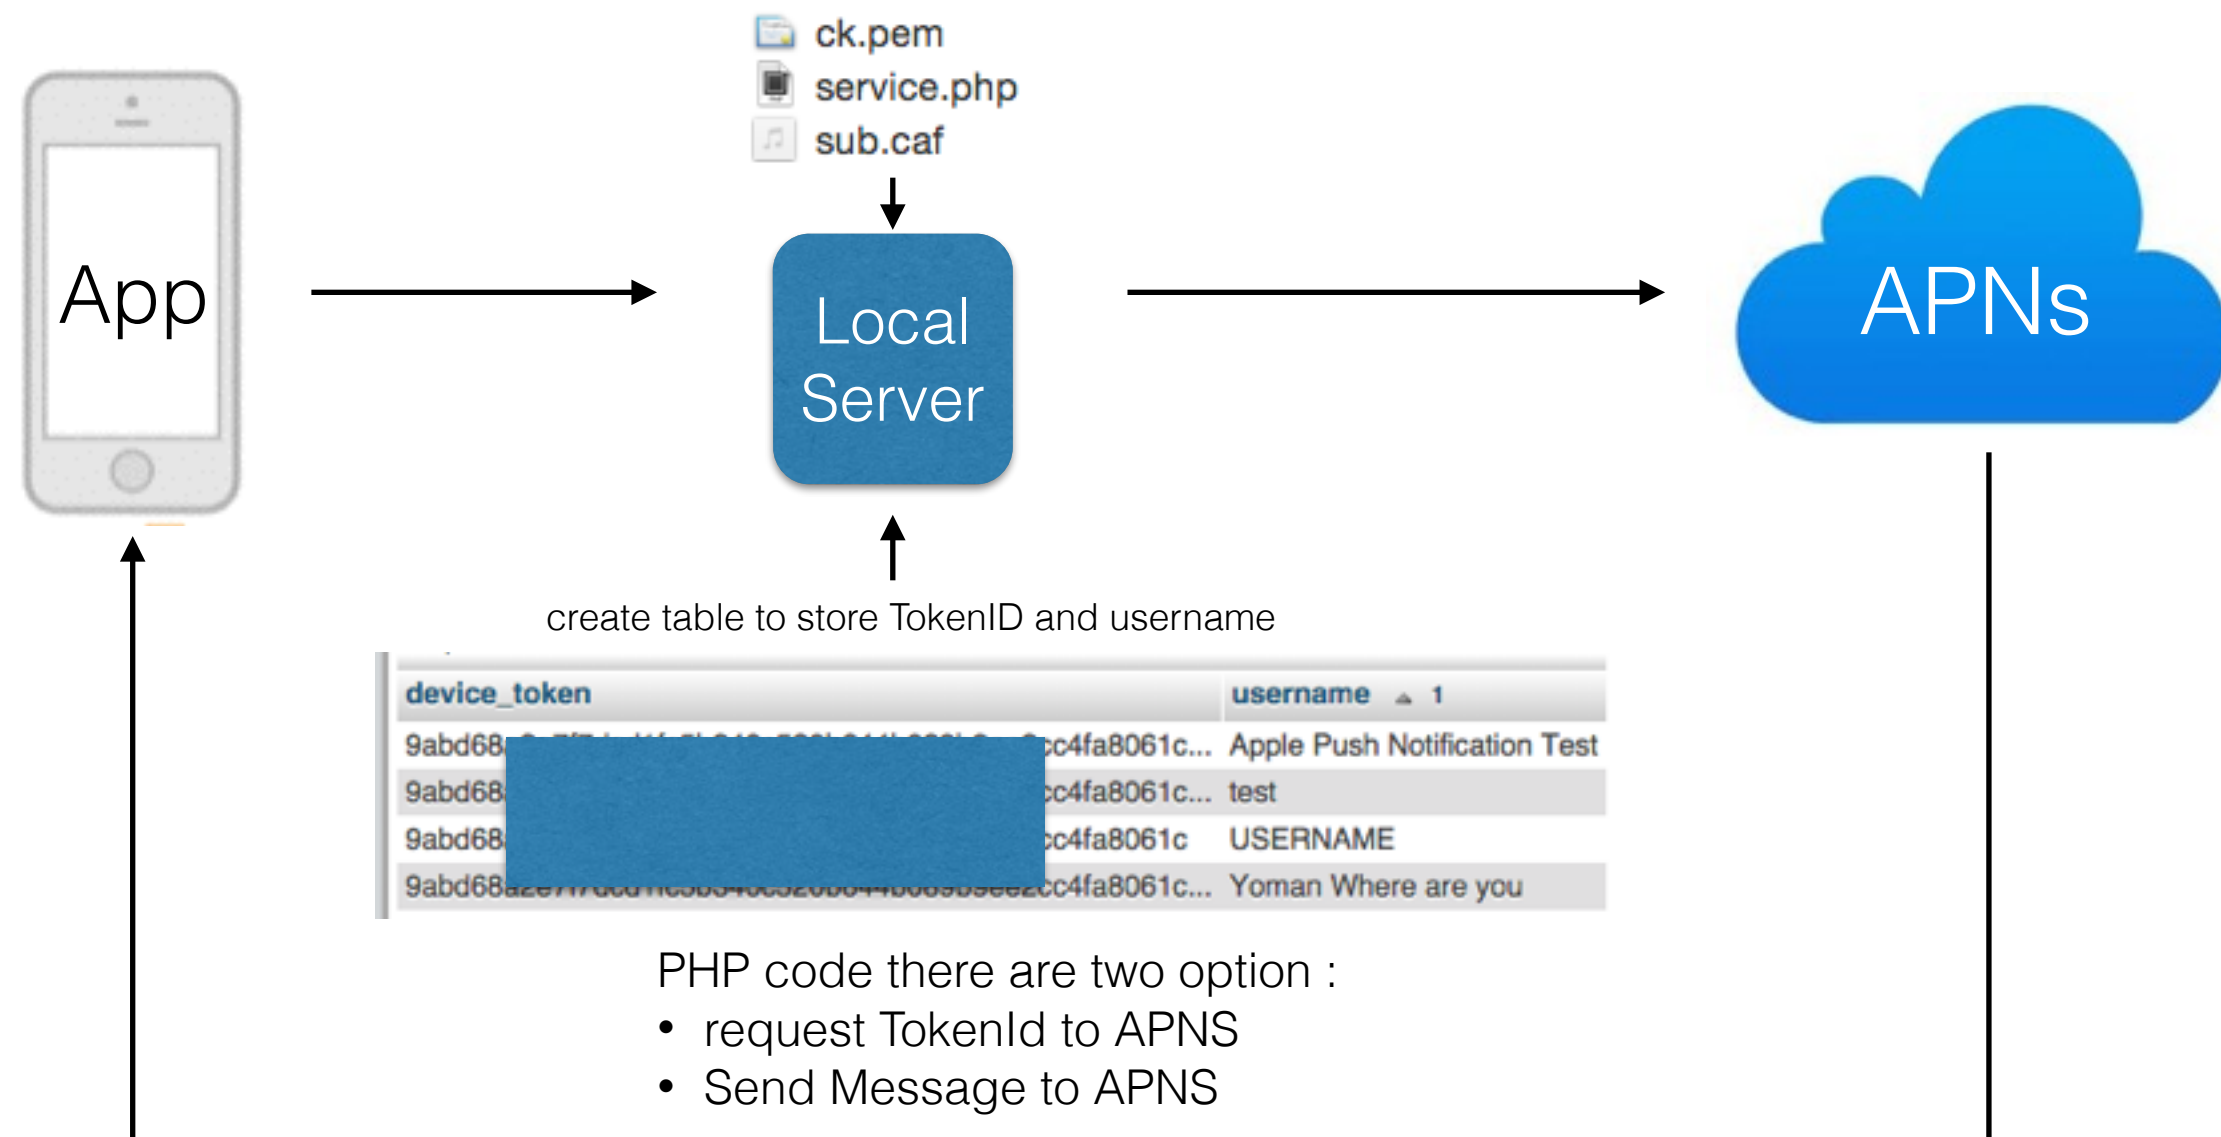 ck.pem
service.php
sub.caf
App
Local
Server
APNs
create table to store TokenID and username
device_token username 1
9abd68 cc4fa8061c... Apple Push Notification Test
9abd68 cc4fa8061c... test
9abd68 cc4fa8061c USERNAME
9abd68 cc4fa8061c... Yoman Where are you
PHP code there are two option :
• request TokenId to APNS
• Send Message to APNS